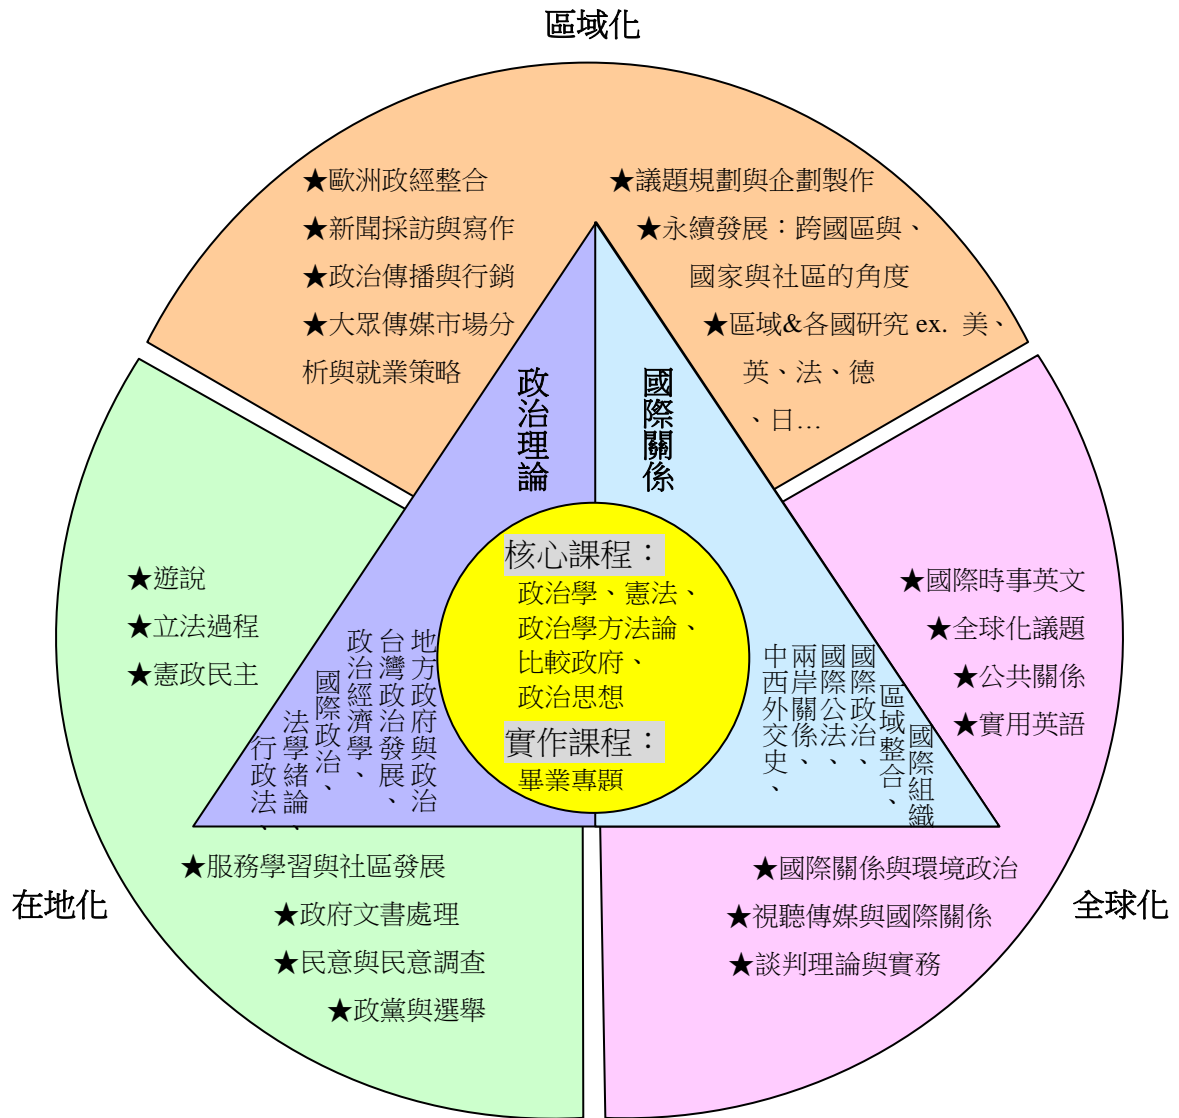 區域化
★歐洲政經整合
★新聞採訪與寫作
★政治傳播與行銷
★大眾傳媒市場分
析與就業策略
★議題規劃與企劃製作
★永續發展：跨國區與、
國家與社區的角度
★區域&各國研究 ex. 美、
英、法、德
、日…
政治理論
國際關係
核心課程：
政治學、憲法、
政治學方法論、
比較政府、
政治思想
實作課程：
畢業專題
地方政府與政治
台灣政治發展、
政治經濟學、
國際政治、
法學緒論、
行政法、
國際組織
區域整合、
國際政治、
國際公法、
兩岸關係、
中西外交史、
★遊說
★立法過程
★憲政民主
★服務學習與社區發展
★政府文書處理
★民意與民意調查
★政黨與選舉
在地化
★國際時事英文
★全球化議題
★公共關係
★實用英語
★國際關係與環境政治
★視聽傳媒與國際關係
★談判理論與實務
全球化